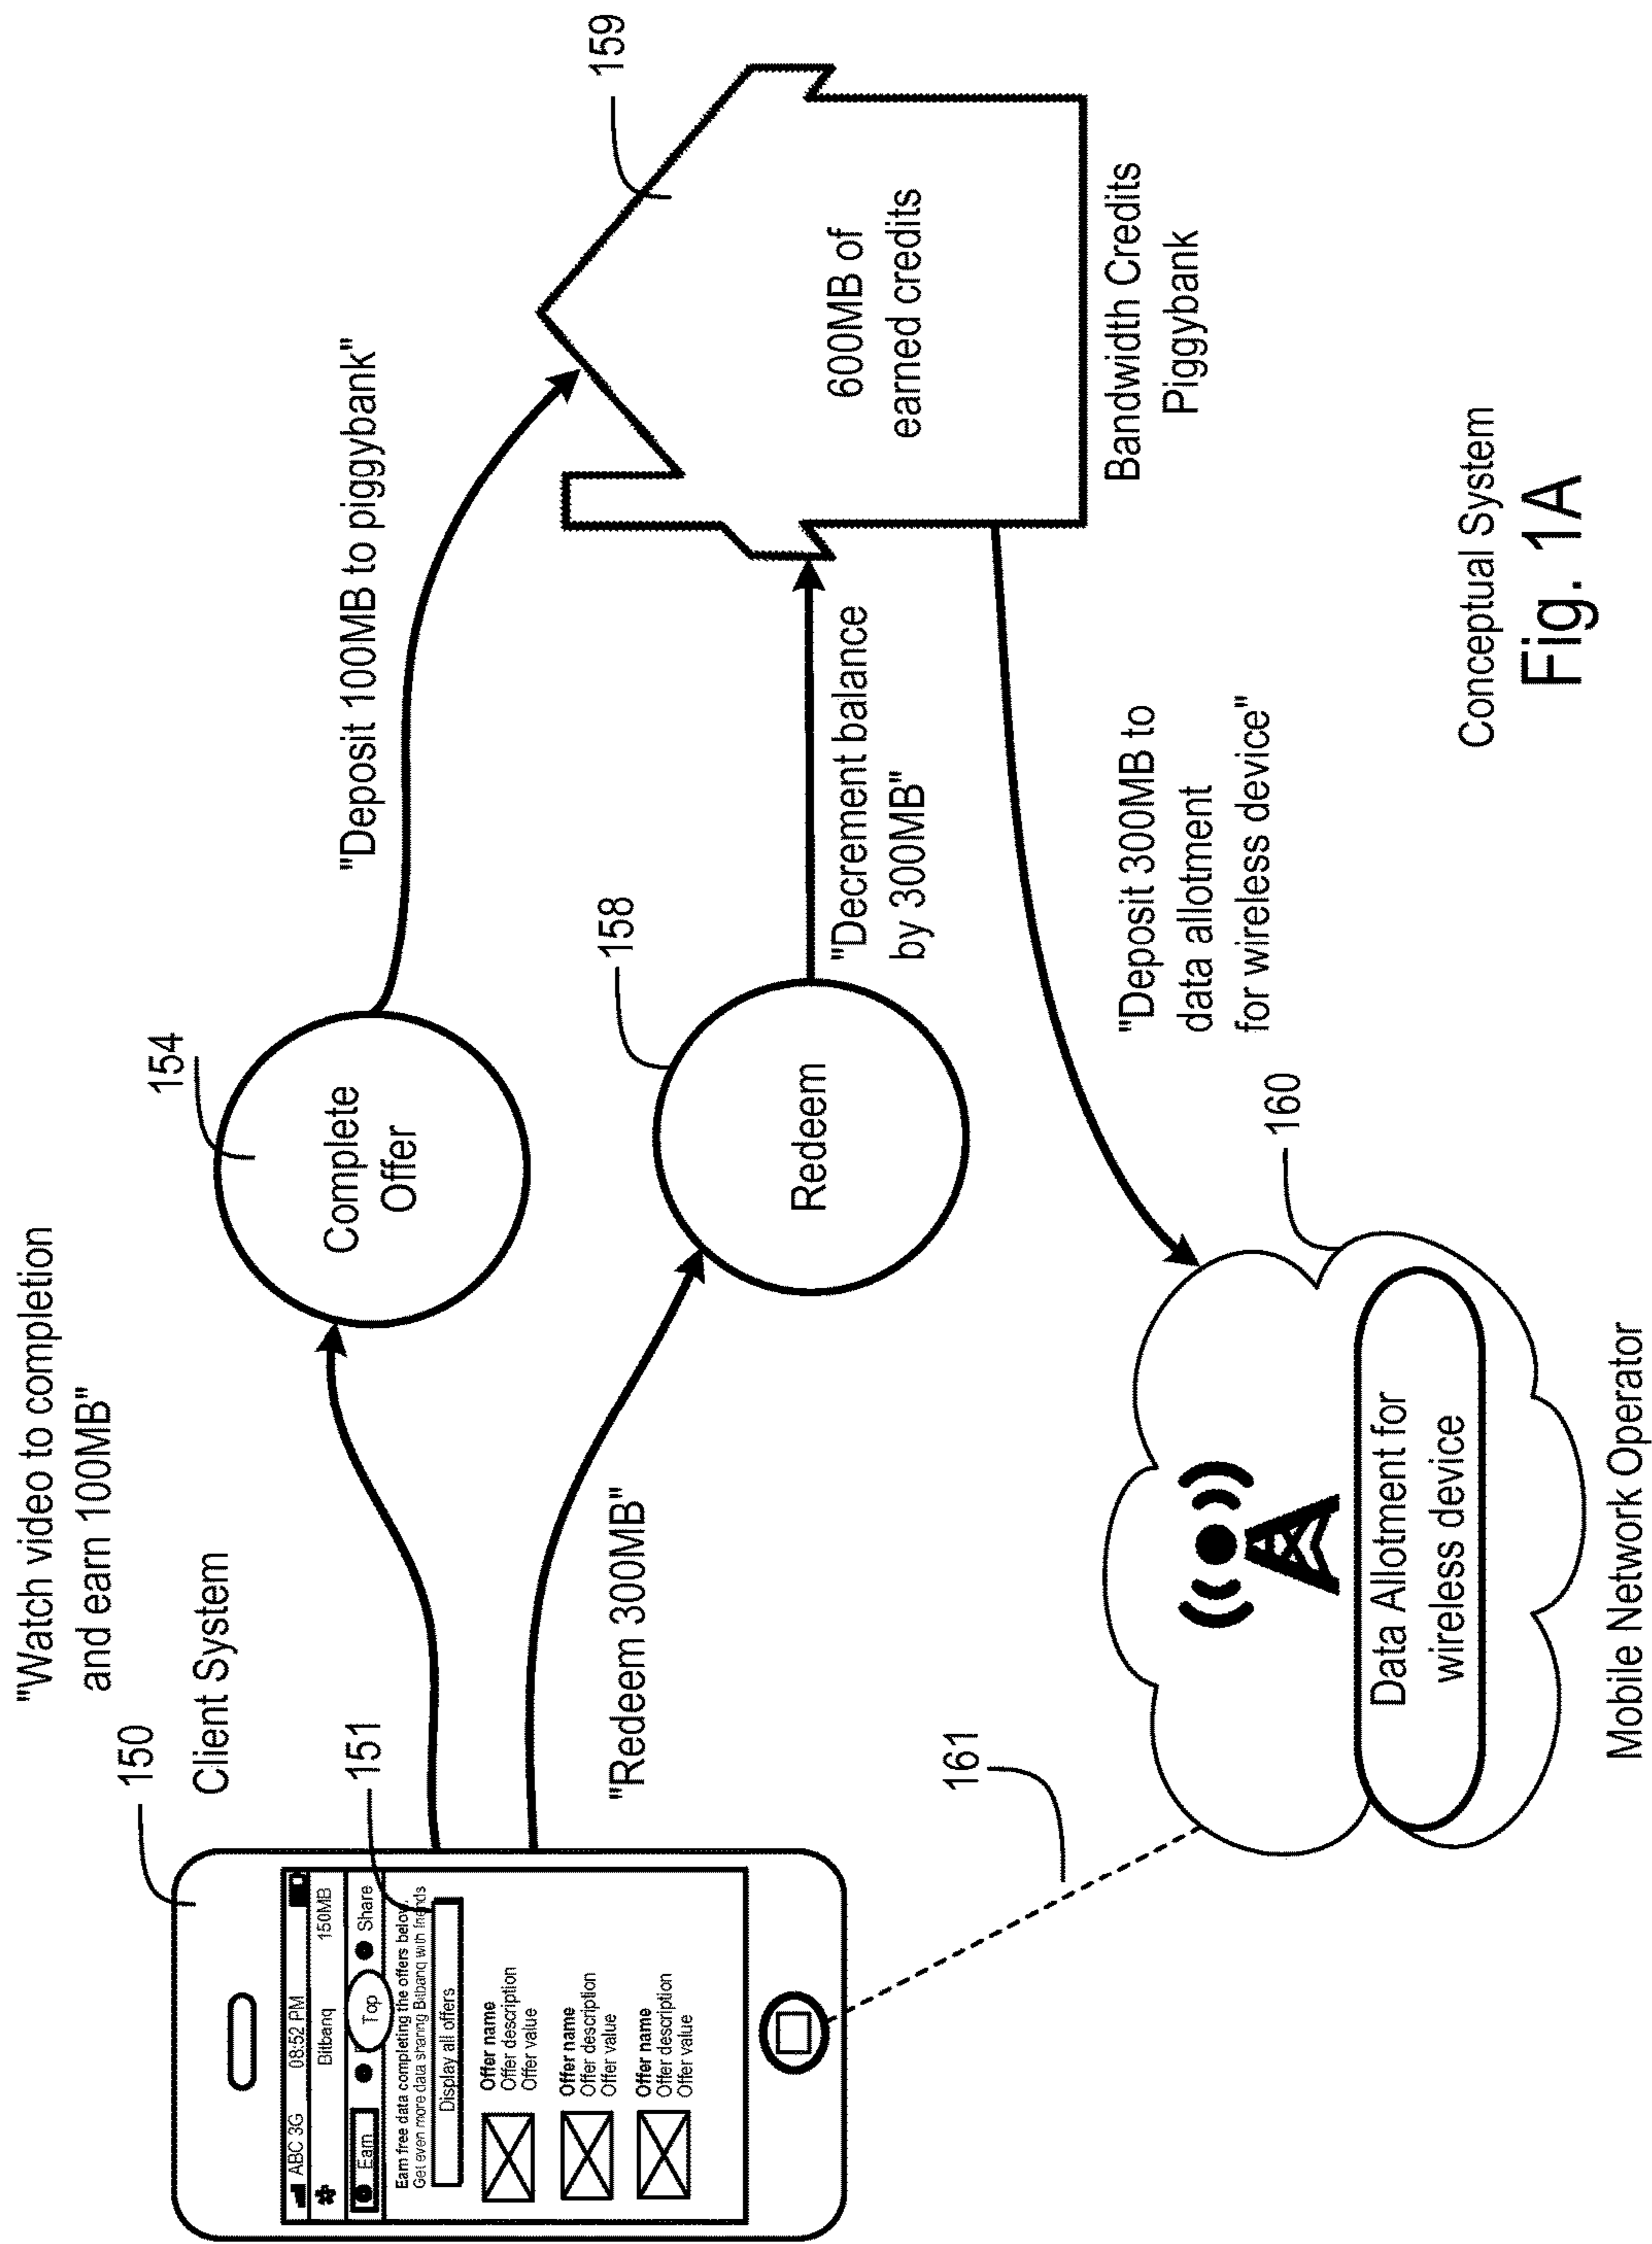 "Watch video to completion
and earn 100MB"
150
Client System
ABC 3G 08:52 PM
Bitbanq 150MB
Earn Top Share
Earn free data completing the offers below.
Get even more data sharing Bitbanq with friends
Display all offers
151
Offer name
Offer description
Offer value
Offer name
Offer description
Offer value
Offer name
Offer description
Offer value
154
Complete
Offer
"Deposit 100MB to piggybank"
159
"Redeem 300MB"
158
Redeem
"Decrement balance
by 300MB"
600MB of
earned credits
Bandwidth Credits
Piggybank
161
160
"Deposit 300MB to
data allotment
for wireless device"
Data Allotment for
wireless device
Mobile Network Operator
Conceptual System
Fig. 1A